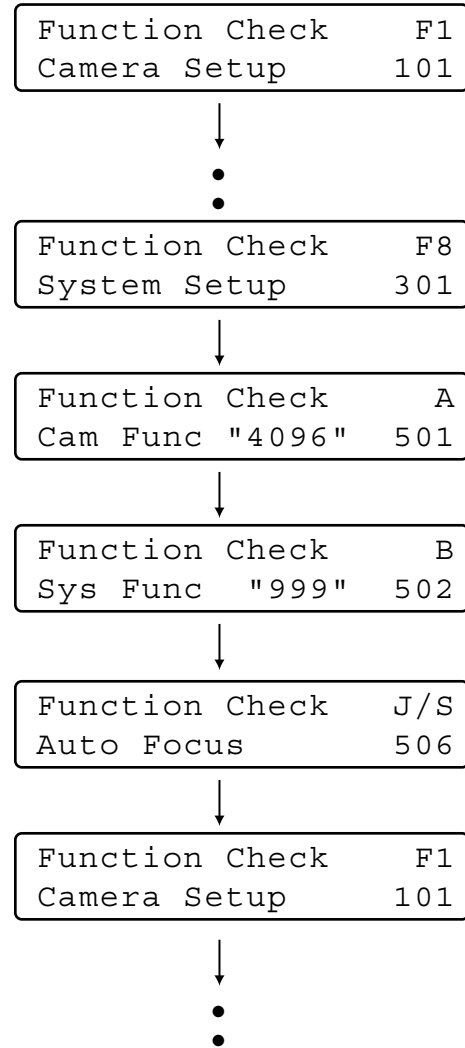 Function Check F1
Camera Setup 101
Function Check F8
System Setup 301
Function Check A
Cam Func "4096" 501
Function Check B
Sys Func "999" 502
Function Check J/S
Auto Focus 506
Function Check F1
Camera Setup 101